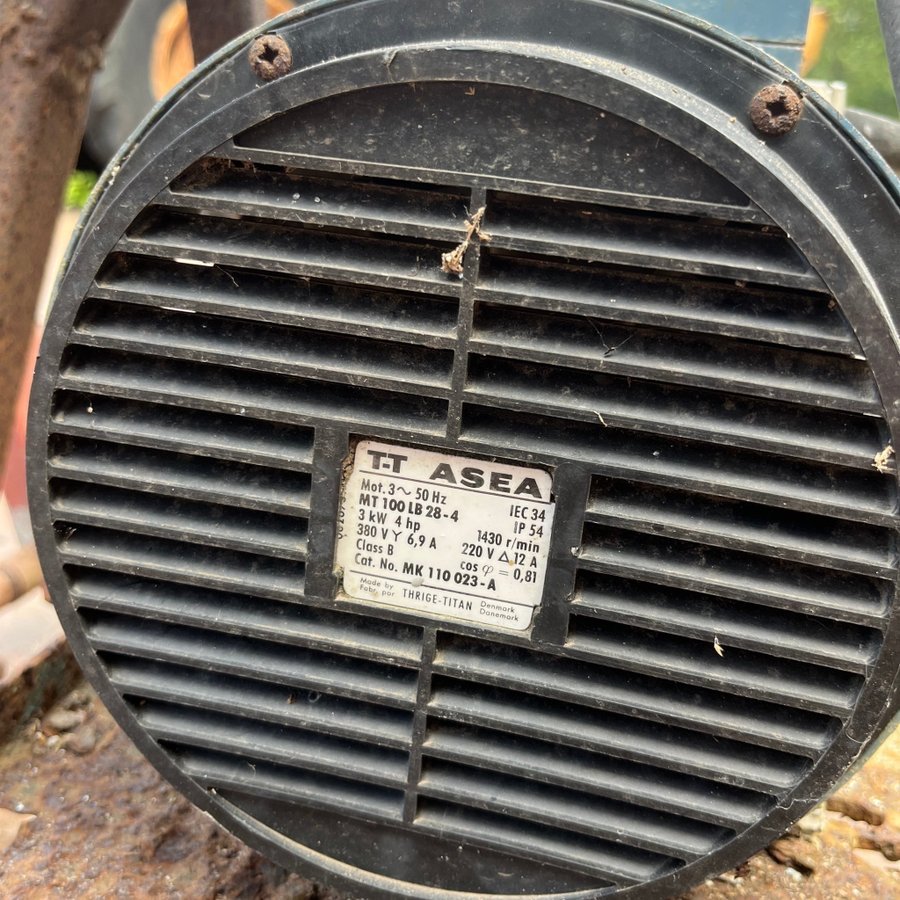 T-T ASEA
Mot. 3~ 50 Hz IEC 34
MT 100 LB 28-4 IP 54
3 kW 4 hp 1430 r/min
380 V Y 6,9 A 220 V Δ 12 A
Class B cos φ = 0,81
Cat. No. MK 110 023-A
Made by THRIGE-TITAN Denmark
Fabr. por Danemark